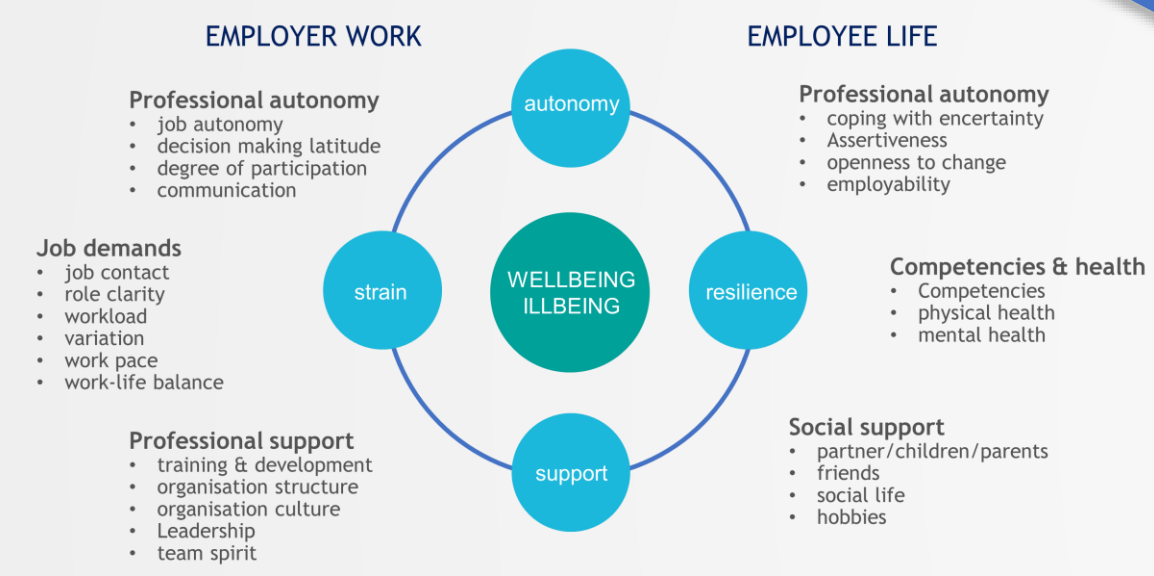 EMPLOYER WORK
EMPLOYEE LIFE
Professional autonomy
• job autonomy
• decision making latitude
• degree of participation
• communication
Job demands
• job contact
• role clarity
• workload
• variation
• work pace
• work-life balance
Professional support
• training & development
• organisation structure
• organisation culture
• Leadership
• team spirit
autonomy
strain
WELLBEING
ILLBEING
resilience
support
Professional autonomy
• coping with encertainty
• Assertiveness
• openness to change
• employability
Competencies & health
• Competencies
• physical health
• mental health
Social support
• partner/children/parents
• friends
• social life
• hobbies